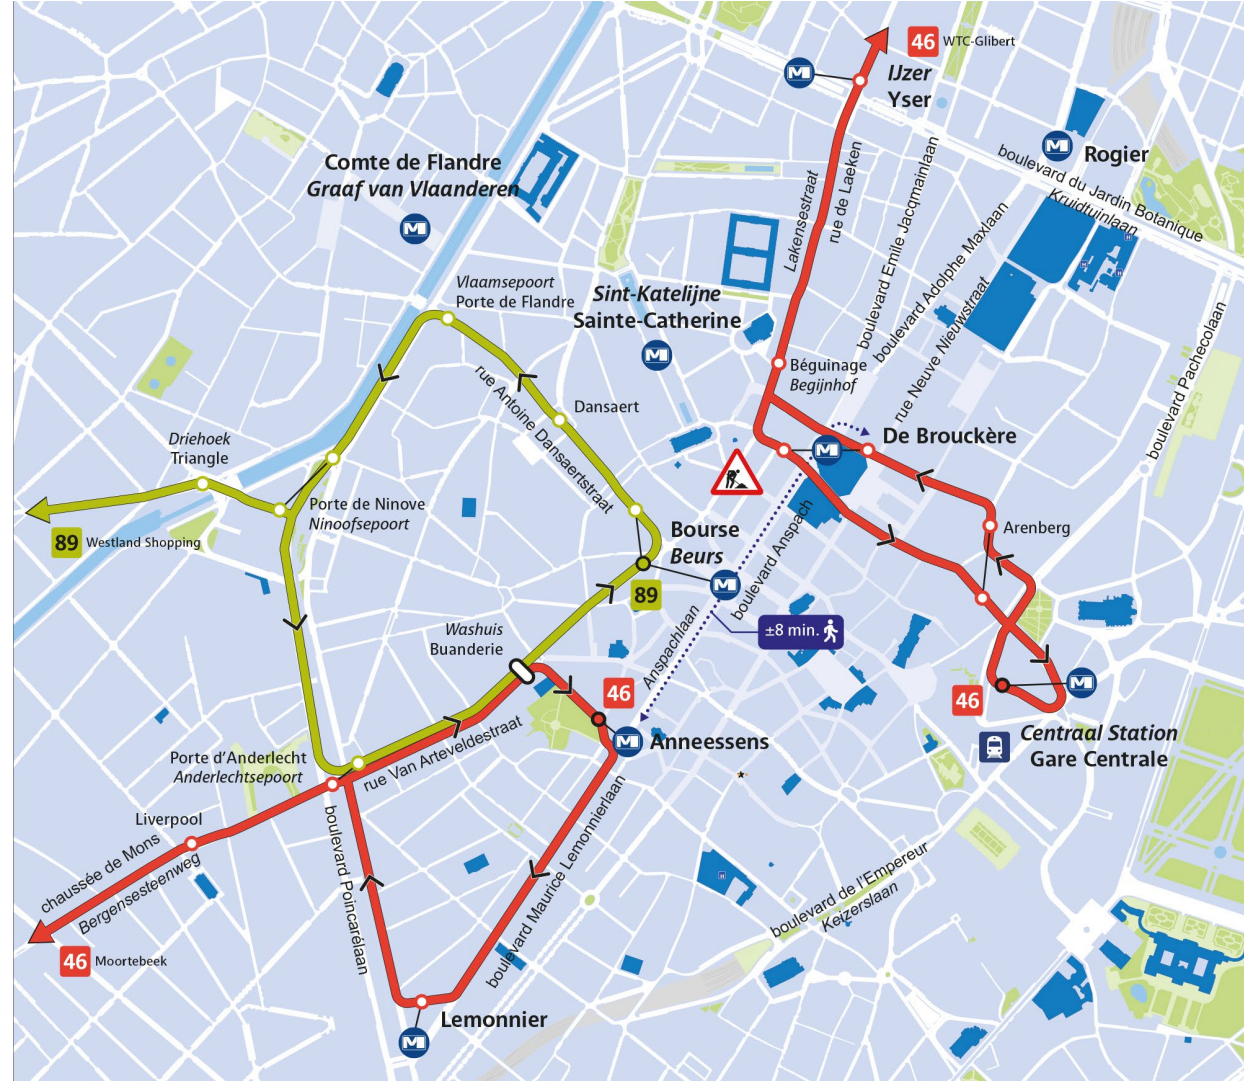 46 WTC-Glibert
IJzer
Yser
M
M
Rogier
boulevard du Jardin Botanique
Kruidtuinlaan
Comte de Flandre
Graaf van Vlaanderen
M
Lakensestraat
rue de Laeken
boulevard Emile Jacqmainlaan
boulevard Adolphe Maxlaan
rue Neuve Nieuwstraat
boulevard Pachecolaan
H
H
H
Vlaamsepoort
Porte de Flandre
Sint-Katelijne
Sainte-Catherine
M
Béguinage
Begijnhof
rue Antoine Dansaertstraat
Dansaert
De Brouckère
M
Driehoek
Triangle
Porte de Ninove
Ninoofsepoort
89 Westland Shopping
Bourse
Beurs
M
89
boulevard Anspach
Anspachlaan
Arenberg
±8 min.
Washuis
Buanderie
46
46
M
Centraal Station
Gare Centrale
M
Anneessens
Porte d’Anderlecht
Anderlechtsepoort
rue Van Arteveldestraat
Liverpool
chaussée de Mons
Bergensesteenweg
boulevard Poincarélaan
boulevard Maurice Lemonnierlaan
boulevard de l’Empereur
Keizerslaan
H
46 Moortebeek
Lemonnier
M